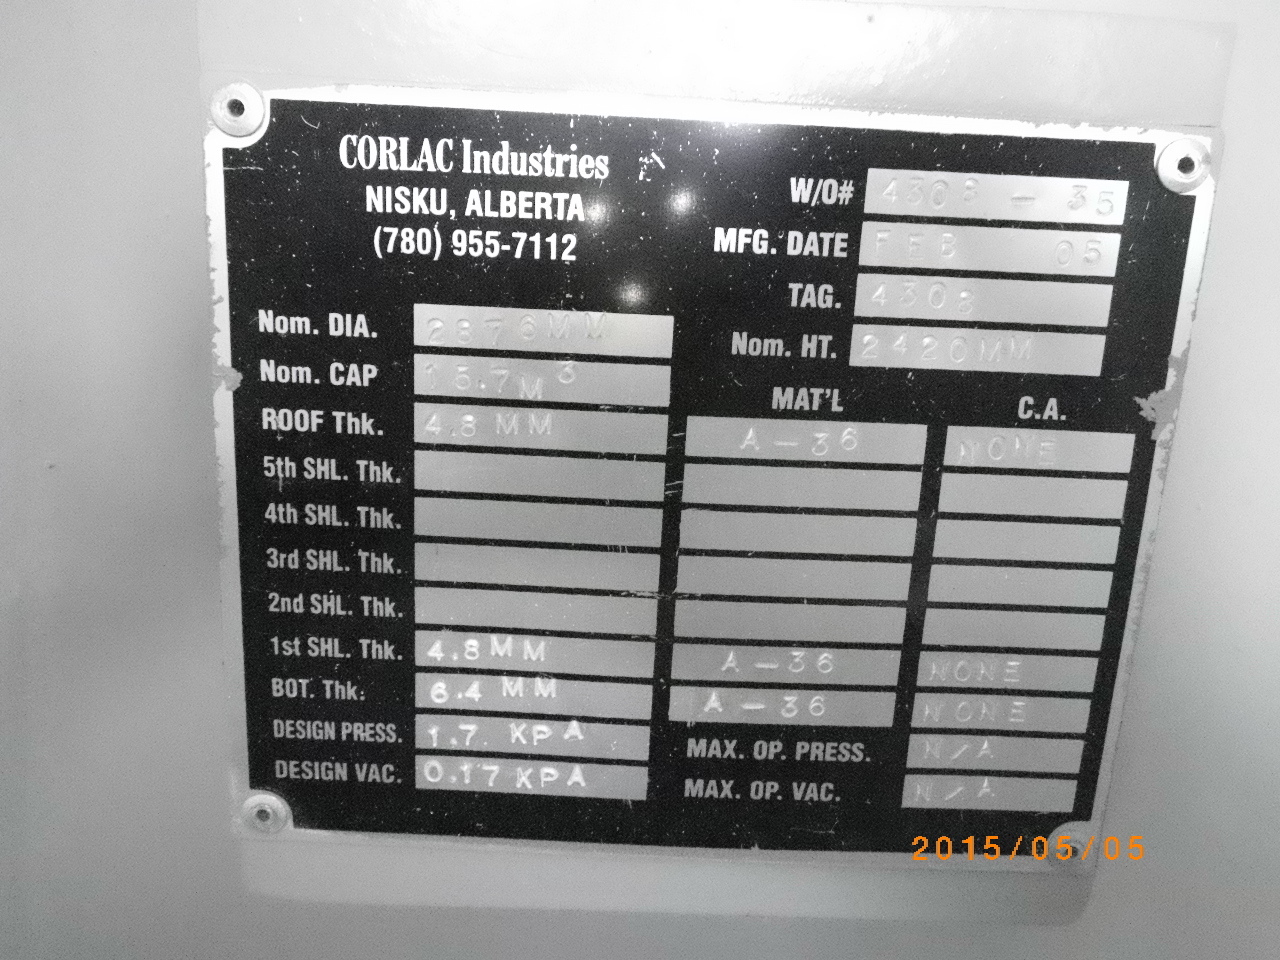 CORLAC Industries
NISKU, ALBERTA
(780) 955-7112
W/O# 4308 - 35
MFG. DATE FEB 05
TAG. 4308
Nom. HT. 2420MM
Nom. DIA. 2876MM
Nom. CAP 15.7M3
MAT'L C.A.
ROOF Thk. 4.8 MM A-36 NONE
5th SHL. Thk.
4th SHL. Thk.
3rd SHL. Thk.
2nd SHL. Thk.
1st SHL. Thk. 4.8MM A-36 NONE
BOT. Thk. 6.4 MM A-36 NONE
DESIGN PRESS. 1.7 KPA MAX. OP. PRESS. N/A
DESIGN VAC. 0.17 KPA MAX. OP. VAC. N/A
2015/05/05